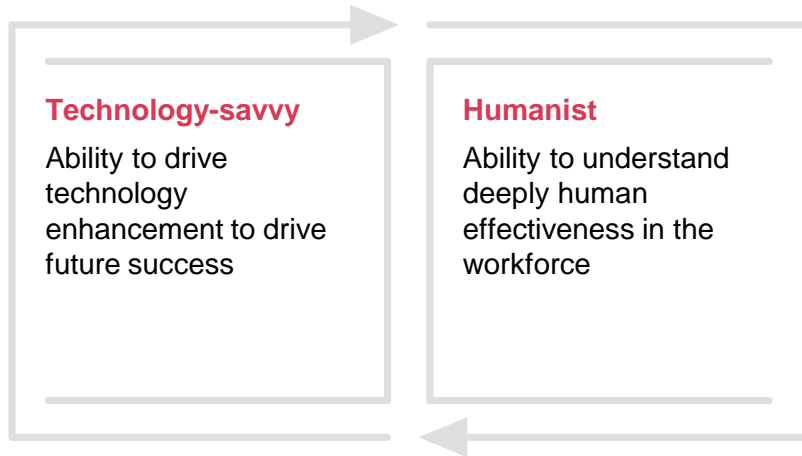 Technology-savvy
Ability to drive
technology
enhancement to drive
future success
Humanist
Ability to understand
deeply human
effectiveness in the
workforce